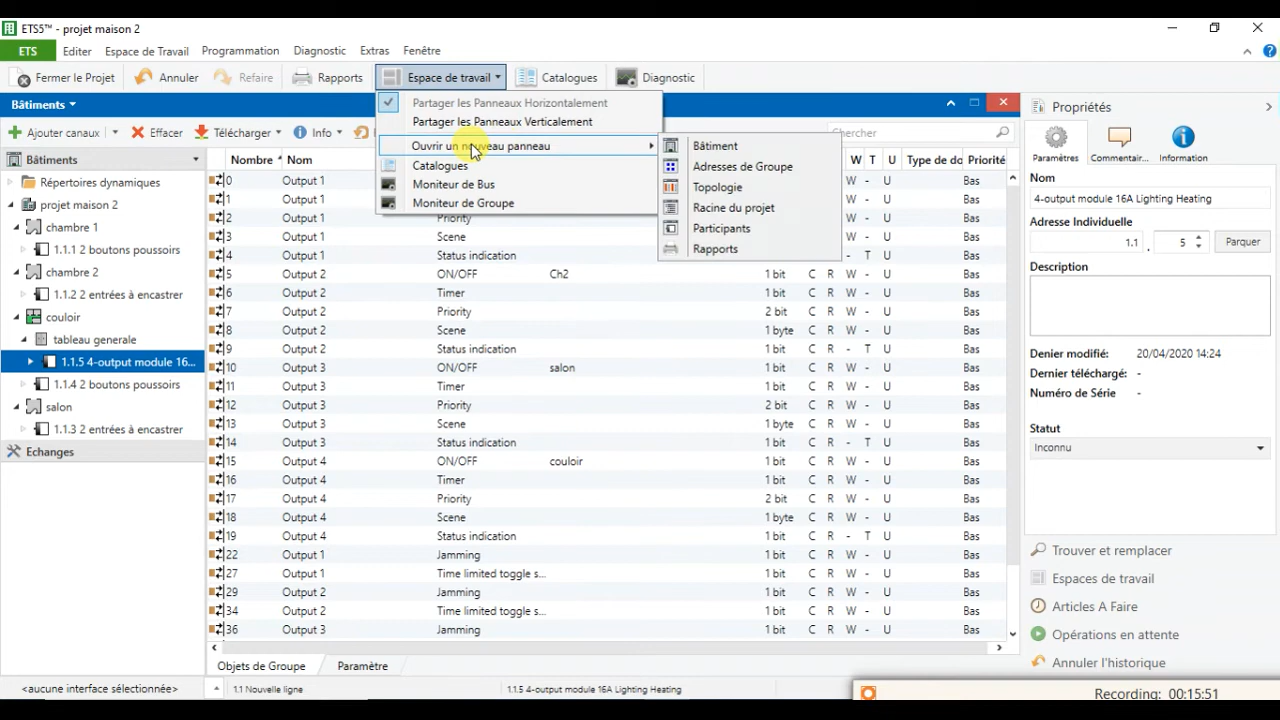 ETS5™ - projet maison 2
ETS Editer Espace de Travail Programmation Diagnostic Extras Fenêtre
Fermer le Projet Annuler Refaire Rapports Espace de travail Catalogues Diagnostic
Bâtiments
Ajouter canaux Effacer Télécharger Info Chercher
Partager les Panneaux Horizontalement
Partager les Panneaux Verticalement
Ouvrir un nouveau panneau
Catalogues
Moniteur de Bus
Moniteur de Groupe
Bâtiment
Adresses de Groupe
Topologie
Racine du projet
Participants
Rapports
Bâtiments
Répertoires dynamiques
projet maison 2
chambre 1
1.1.1 2 boutons poussoirs
chambre 2
1.1.2 2 entrées à encastrer
couloir
tableau generale
1.1.5 4-output module 16...
1.1.4 2 boutons poussoirs
salon
1.1.3 2 entrées à encastrer
Echanges
Nombre Nom W T U Type de do Priorité
0 Output 1 W - U Bas
1 Output 1 W - U Bas
2 Output 1 Priority Bas
3 Output 1 Scene Bas
4 Output 1 Status indication - T U Bas
5 Output 2 ON/OFF Ch2 1 bit C R W - U Bas
6 Output 2 Timer 1 bit C R W - U Bas
7 Output 2 Priority 2 bit C R W - U Bas
8 Output 2 Scene 1 byte C R W - U Bas
9 Output 2 Status indication 1 bit C R - T U Bas
10 Output 3 ON/OFF salon 1 bit C R W - U Bas
11 Output 3 Timer 1 bit C R W - U Bas
12 Output 3 Priority 2 bit C R W - U Bas
13 Output 3 Scene 1 byte C R W - U Bas
14 Output 3 Status indication 1 bit C R - T U Bas
15 Output 4 ON/OFF couloir 1 bit C R W - U Bas
16 Output 4 Timer 1 bit C R W - U Bas
17 Output 4 Priority 2 bit C R W - U Bas
18 Output 4 Scene 1 byte C R W - U Bas
19 Output 4 Status indication 1 bit C R - T U Bas
22 Output 1 Jamming 1 bit C R W - U Bas
27 Output 1 Time limited toggle s... 1 bit C R W - U Bas
29 Output 2 Jamming 1 bit C R W - U Bas
34 Output 2 Time limited toggle s... 1 bit C R W - U Bas
36 Output 3 Jamming 1 bit C R W - U Bas
Objets de Groupe Paramètre
Propriétés
Paramètres Commentair... Information
Nom
4-output module 16A Lighting Heating
Adresse Individuelle
1.1 . 5 Parquer
Description
Denier modifié: 20/04/2020 14:24
Dernier téléchargé: -
Numéro de Série -
Statut
Inconnu
Trouver et remplacer
Espaces de travail
Articles A Faire
Opérations en attente
Annuler l'historique
<aucune interface sélectionnée> 1.1 Nouvelle ligne 1.1.5 4-output module 16A Lighting Heating
Recording: 00:15:51